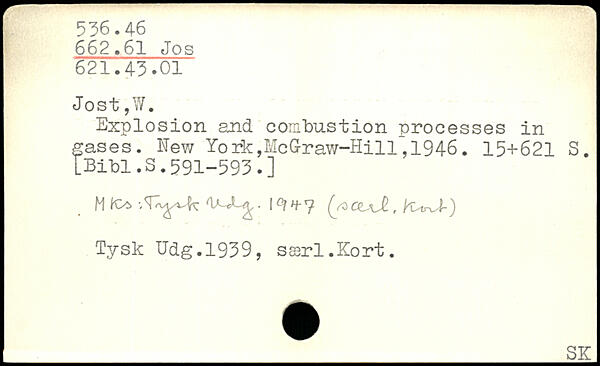 536.46
662.61 Jos
621.43.01
Jost,W.
Explosion and combustion processes in
gases. New York,McGraw-Hill,1946. 15+621 S.
[Bibl.S.591-593.]
Mks: Tysk Udg. 1947 (særl. Kort)
Tysk Udg.1939, særl.Kort.
SK